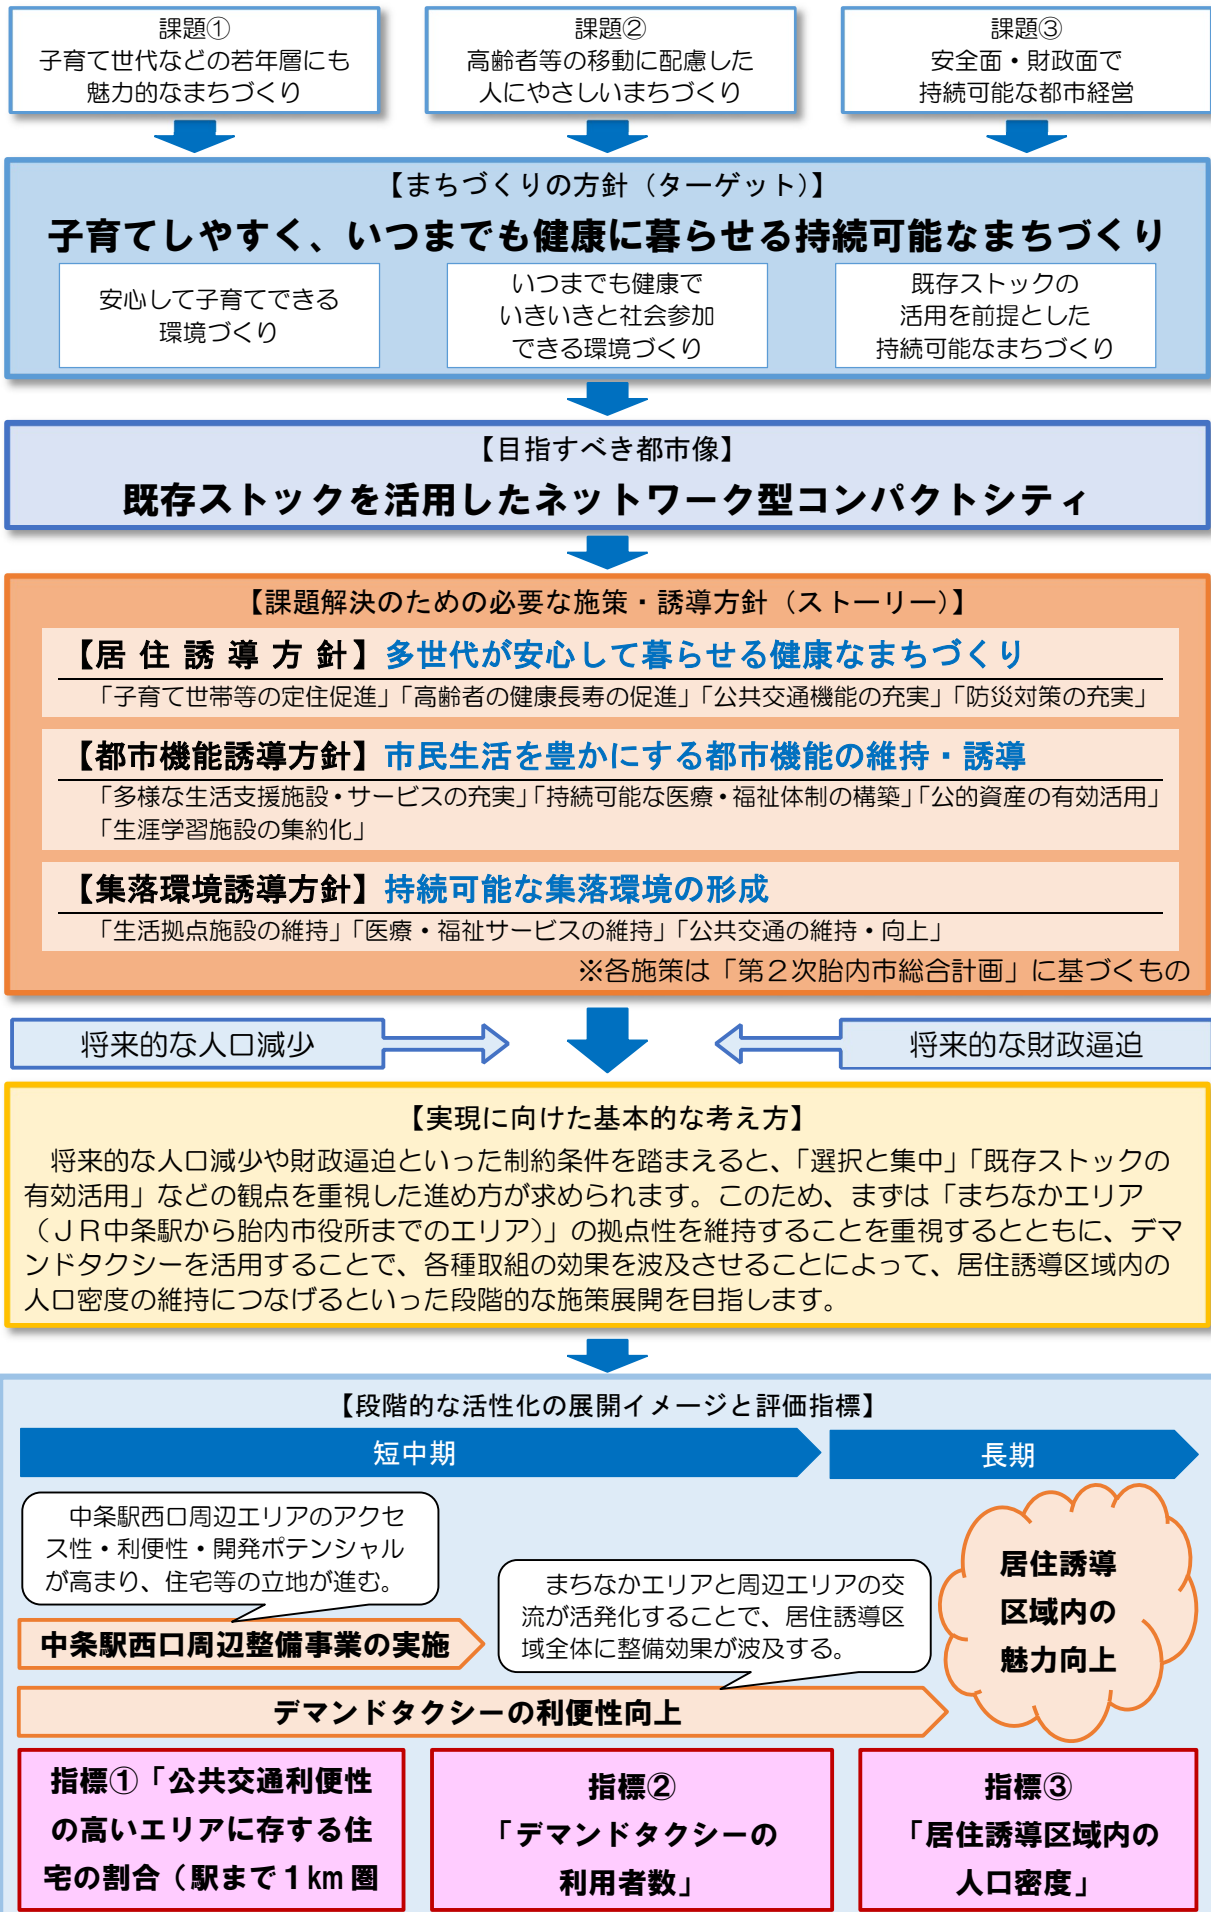 課題①
子育て世代などの若年層にも
魅力的なまちづくり
課題②
高齢者等の移動に配慮した
人にやさしいまちづくり
課題③
安全面・財政面で
持続可能な都市経営
【まちづくりの方針（ターゲット）】
子育てしやすく、いつまでも健康に暮らせる持続可能なまちづくり
安心して子育てできる
環境づくり
いつまでも健康で
いきいきと社会参加
できる環境づくり
既存ストックの
活用を前提とした
持続可能なまちづくり
【目指すべき都市像】
既存ストックを活用したネットワーク型コンパクトシティ
【課題解決のための必要な施策・誘導方針（ストーリー）】
【居住誘導方針】多世代が安心して暮らせる健康なまちづくり
「子育て世帯等の定住促進」「高齢者の健康長寿の促進」「公共交通機能の充実」「防災対策の充実」
【都市機能誘導方針】市民生活を豊かにする都市機能の維持・誘導
「多様な生活支援施設・サービスの充実」「持続可能な医療・福祉体制の構築」「公的資産の有効活用」
「生涯学習施設の集約化」
【集落環境誘導方針】持続可能な集落環境の形成
「生活拠点施設の維持」「医療・福祉サービスの維持」「公共交通の維持・向上」
※各施策は「第２次胎内市総合計画」に基づくもの
将来的な人口減少
将来的な財政逼迫
【実現に向けた基本的な考え方】
将来的な人口減少や財政逼迫といった制約条件を踏まえると、「選択と集中」「既存ストックの
有効活用」などの観点を重視した進め方が求められます。このため、まずは「まちなかエリア
（ＪＲ中条駅から胎内市役所までのエリア）」の拠点性を維持することを重視するとともに、デマ
ンドタクシーを活用することで、各種取組の効果を波及させることによって、居住誘導区域内の
人口密度の維持につなげるといった段階的な施策展開を目指します。
【段階的な活性化の展開イメージと評価指標】
短中期
長期
中条駅西口周辺エリアのアクセ
ス性・利便性・開発ポテンシャル
が高まり、住宅等の立地が進む。
まちなかエリアと周辺エリアの交
流が活発化することで、居住誘導区
域全体に整備効果が波及する。
居住誘導
区域内の
魅力向上
中条駅西口周辺整備事業の実施
デマンドタクシーの利便性向上
指標①「公共交通利便性
の高いエリアに存する住
宅の割合（駅まで１km圏
指標②
「デマンドタクシーの
利用者数」
指標③
「居住誘導区域内の
人口密度」